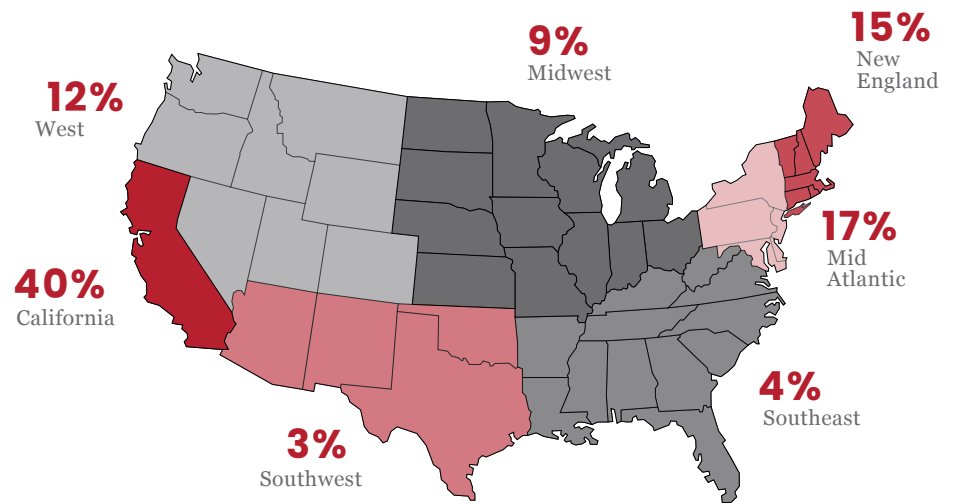 9%
Midwest
15%
New
England
12%
West
17%
Mid
Atlantic
40%
California
4%
Southeast
3%
Southwest